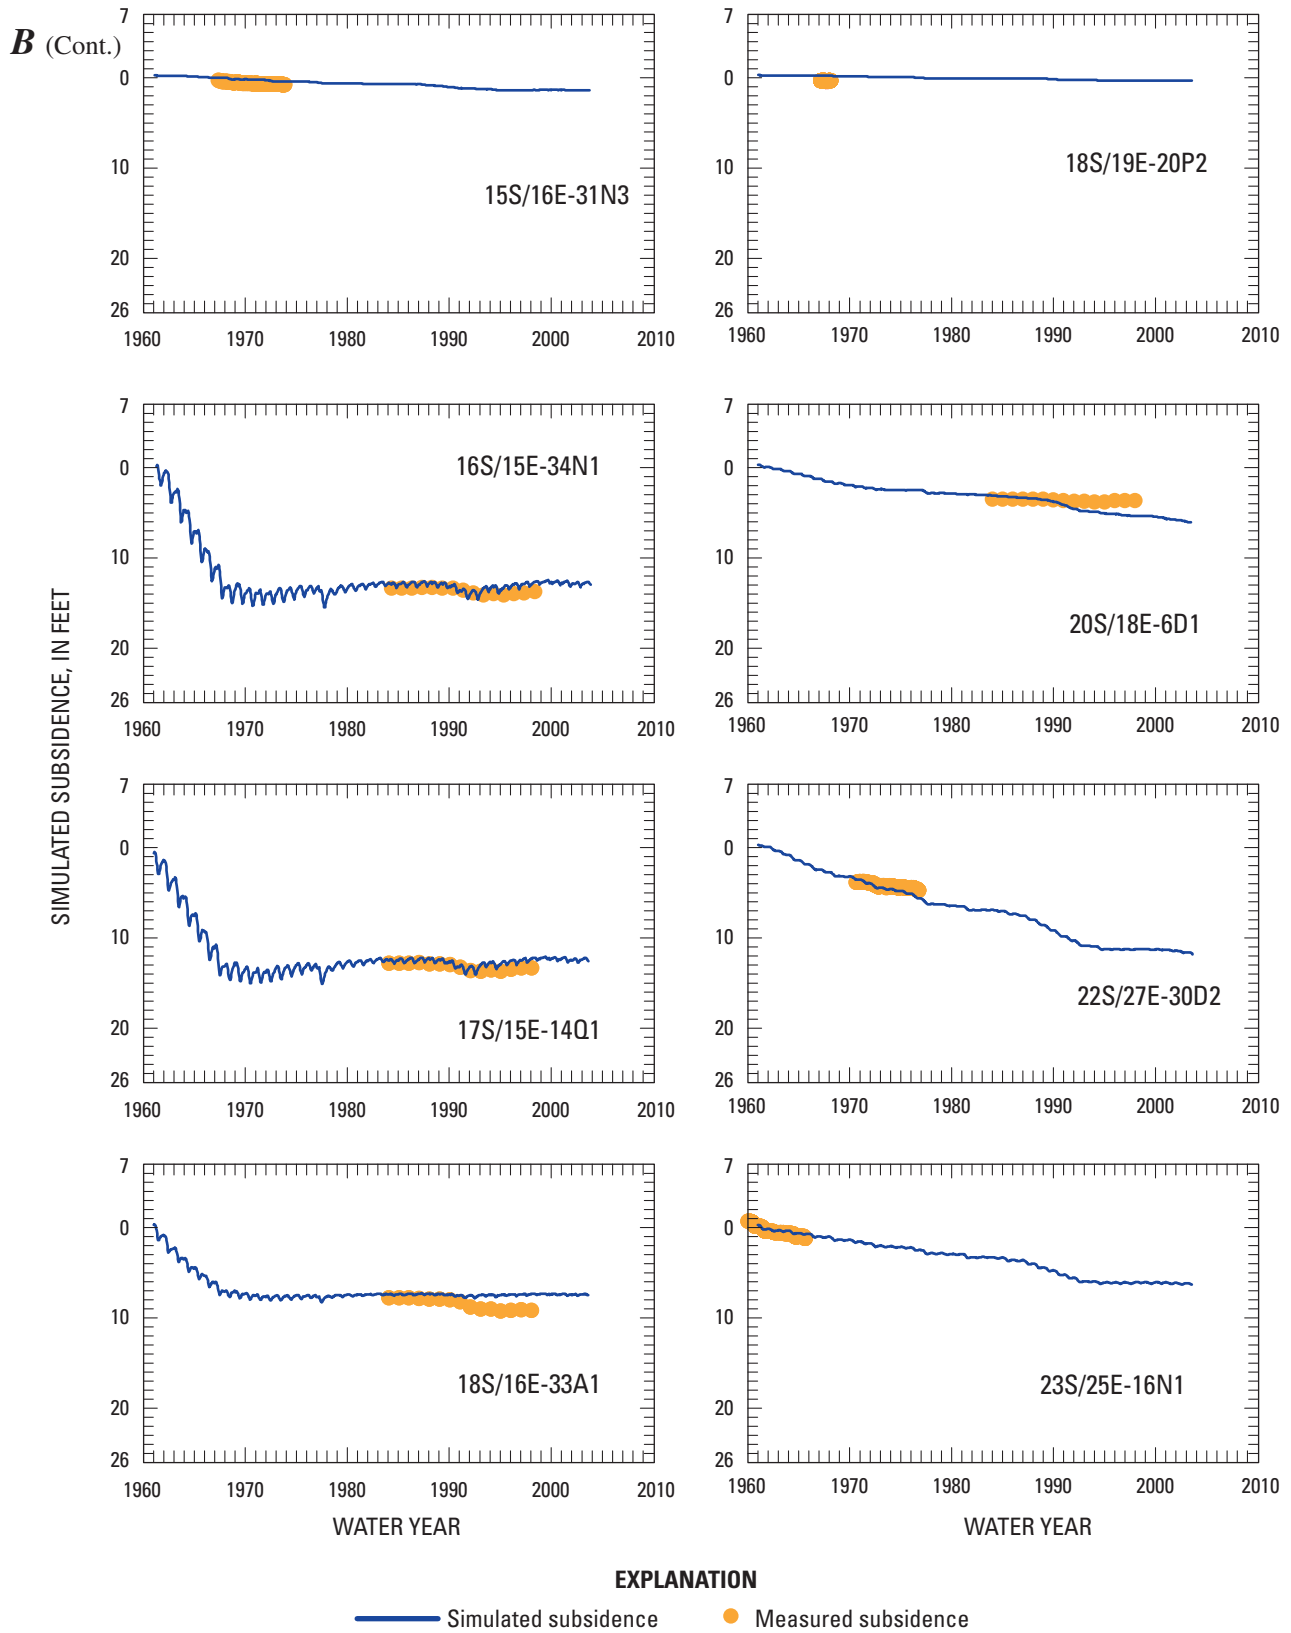 B (Cont.)
SIMULATED SUBSIDENCE, IN FEET
7
0
10
20
26
15S/16E-31N3
1960 1970 1980 1990 2000 2010
7
0
10
20
26
18S/19E-20P2
1960 1970 1980 1990 2000 2010
7
0
10
20
26
16S/15E-34N1
1960 1970 1980 1990 2000 2010
7
0
10
20
26
20S/18E-6D1
1960 1970 1980 1990 2000 2010
7
0
10
20
26
17S/15E-14Q1
1960 1970 1980 1990 2000 2010
7
0
10
20
26
22S/27E-30D2
1960 1970 1980 1990 2000 2010
7
0
10
20
26
18S/16E-33A1
1960 1970 1980 1990 2000 2010
WATER YEAR
7
0
10
20
26
23S/25E-16N1
1960 1970 1980 1990 2000 2010
WATER YEAR
EXPLANATION
Simulated subsidence
Measured subsidence